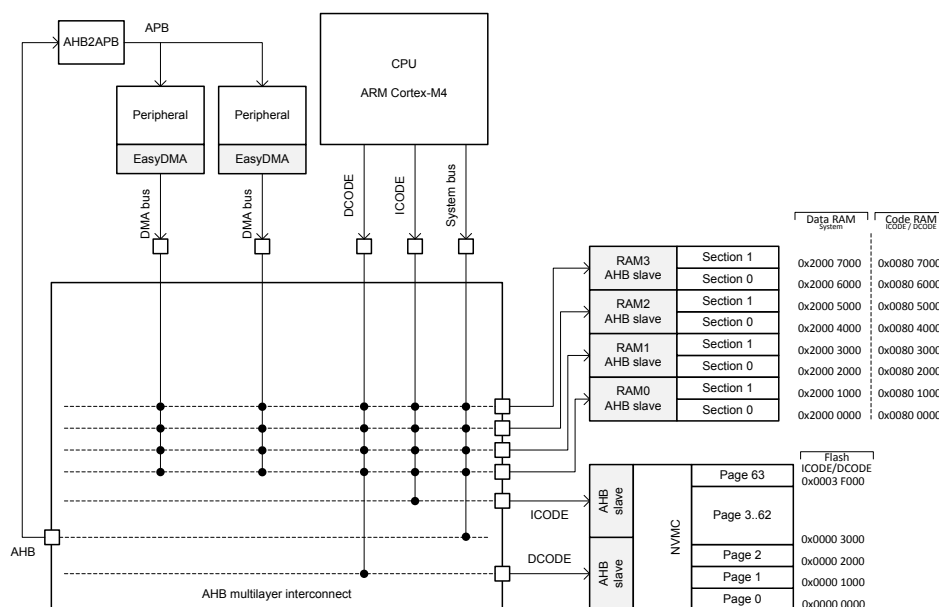 AHB2APB
APB
CPU
ARM Cortex-M4
Peripheral
Peripheral
EasyDMA
EasyDMA
DMA bus
DMA bus
DCODE
ICODE
System bus
Data RAM
System
Code RAM
ICODE / DCODE
RAM3
AHB slave
Section 1
0x2000 7000
0x0080 7000
Section 0
0x2000 6000
0x0080 6000
RAM2
AHB slave
Section 1
0x2000 5000
0x0080 5000
Section 0
0x2000 4000
0x0080 4000
RAM1
AHB slave
Section 1
0x2000 3000
0x0080 3000
Section 0
0x2000 2000
0x0080 2000
RAM0
AHB slave
Section 1
0x2000 1000
0x0080 1000
Section 0
0x2000 0000
0x0080 0000
Flash
ICODE/DCODE
0x0003 F000
Page 63
AHB
slave
ICODE
NVMC
Page 3..62
0x0000 3000
AHB
DCODE
AHB
slave
Page 2
0x0000 2000
Page 1
0x0000 1000
Page 0
0x0000 0000
AHB multilayer interconnect